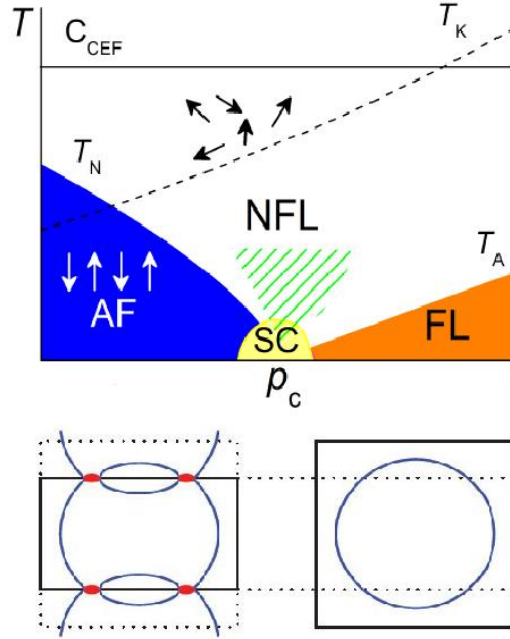 T
C_CEF
T_K
T_N
NFL
T_A
AF
SC
FL
p_c